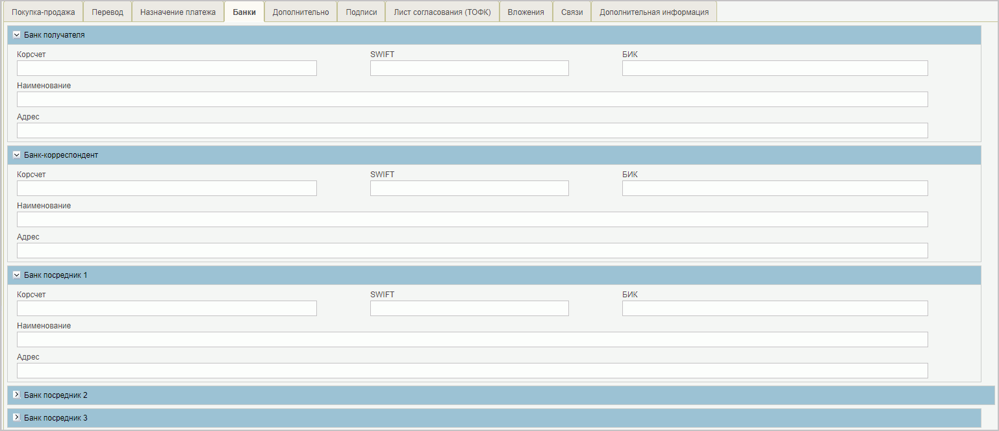 Покупка-продажа Перевод Назначение платежа Банки Дополнительно Подписи Лист согласования (ТОФК) Вложения Связи Дополнительная информация
Банк получателя
Корсчет SWIFT БИК
Наименование
Адрес
Банк-корреспондент
Корсчет SWIFT БИК
Наименование
Адрес
Банк посредник 1
Корсчет SWIFT БИК
Наименование
Адрес
Банк посредник 2
Банк посредник 3